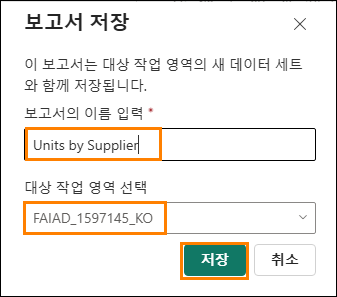 보고서 저장
이 보고서는 대상 작업 영역의 새 데이터 세트
와 함께 저장됩니다.
보고서의 이름 입력 *
Units by Supplier
대상 작업 영역 선택
FAIAD_1597145_KO
저장 취소